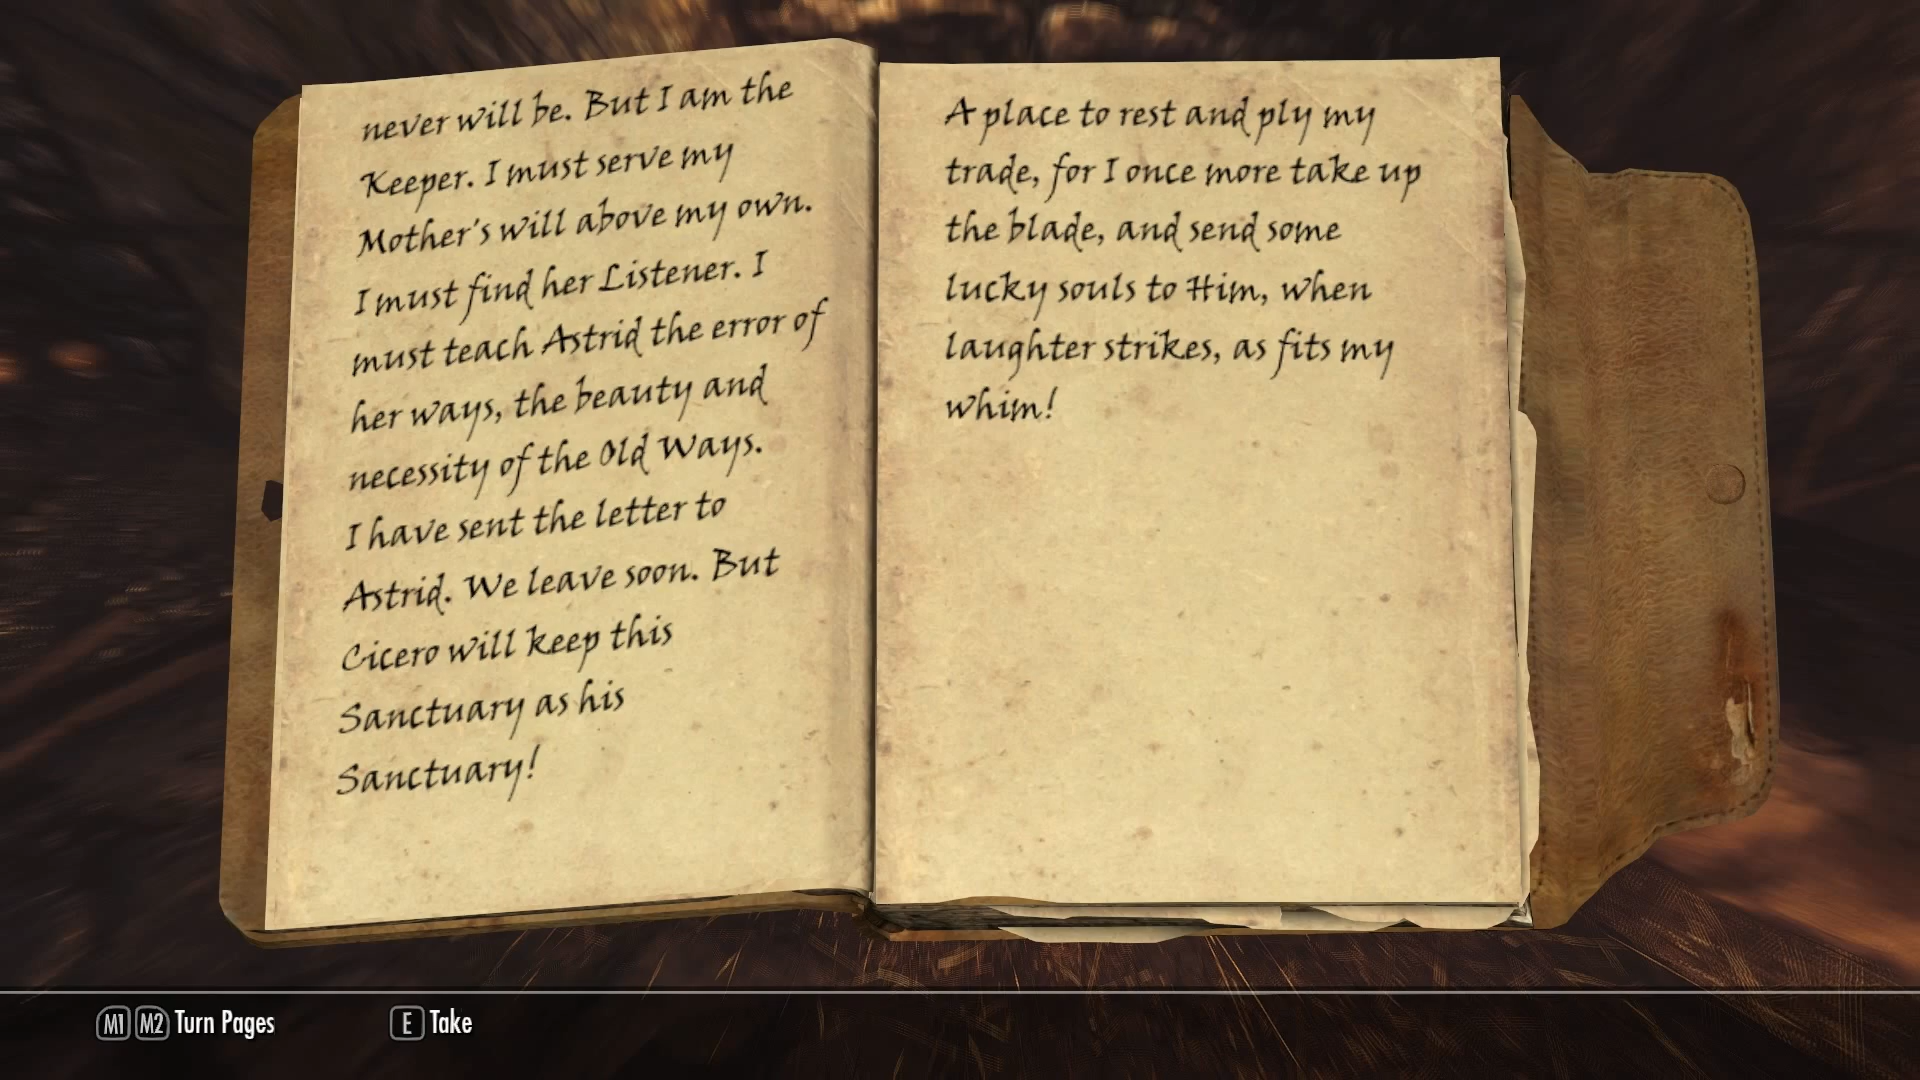 never will be. But I am the
Keeper. I must serve my
Mother's will above my own.
I must find her Listener. I
must teach Astrid the error of
her ways, the beauty and
necessity of the Old Ways.
I have sent the letter to
Astrid. We leave soon. But
Cicero will keep this
Sanctuary as his
Sanctuary!
A place to rest and ply my
trade, for I once more take up
the blade, and send some
lucky souls to Him, when
laughter strikes, as fits my
whim!
M1 M2 Turn Pages
E Take